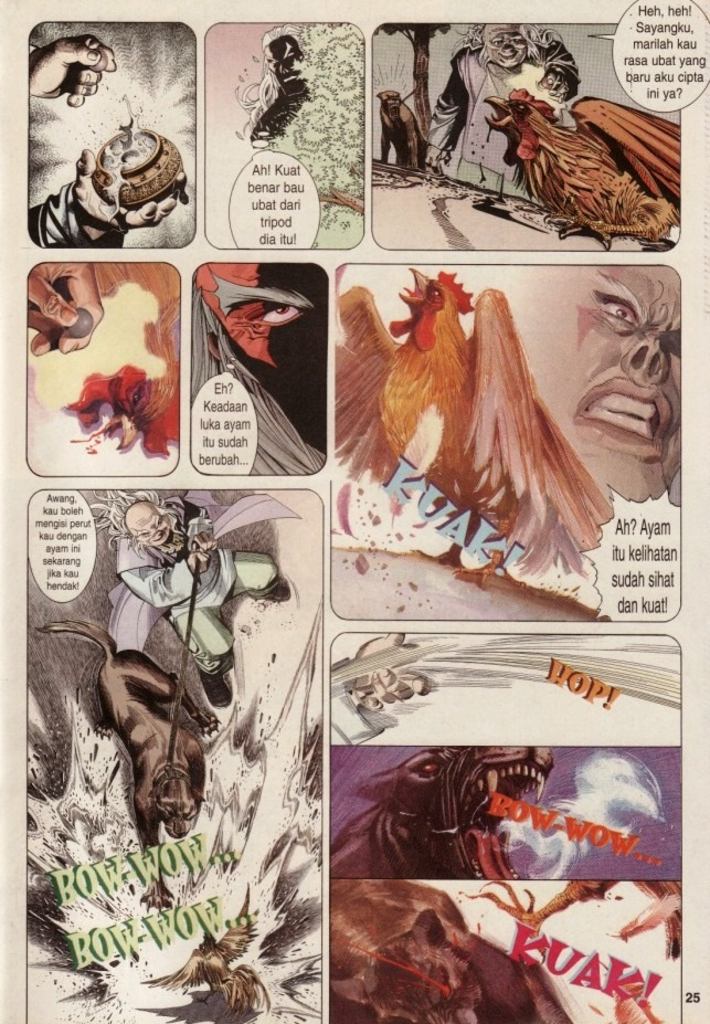 Ah! Kuat
benar bau
ubat dari
tripod
dia itu!
Heh, heh!
Sayangku,
marilah kau
rasa ubat yang
baru aku cipta
ini ya?
Eh?
Keadaan
luka ayam
itu sudah
berubah...
KUAK!
Ah? Ayam
itu kelihatan
sudah sihat
dan kuat!
Awang,
kau boleh
mengisi perut
kau dengan
ayam ini
sekarang
jika kau
hendak!
BOW-WOW...
BOW-WOW...
HOP!
BOW-WOW...
KUAK!
25